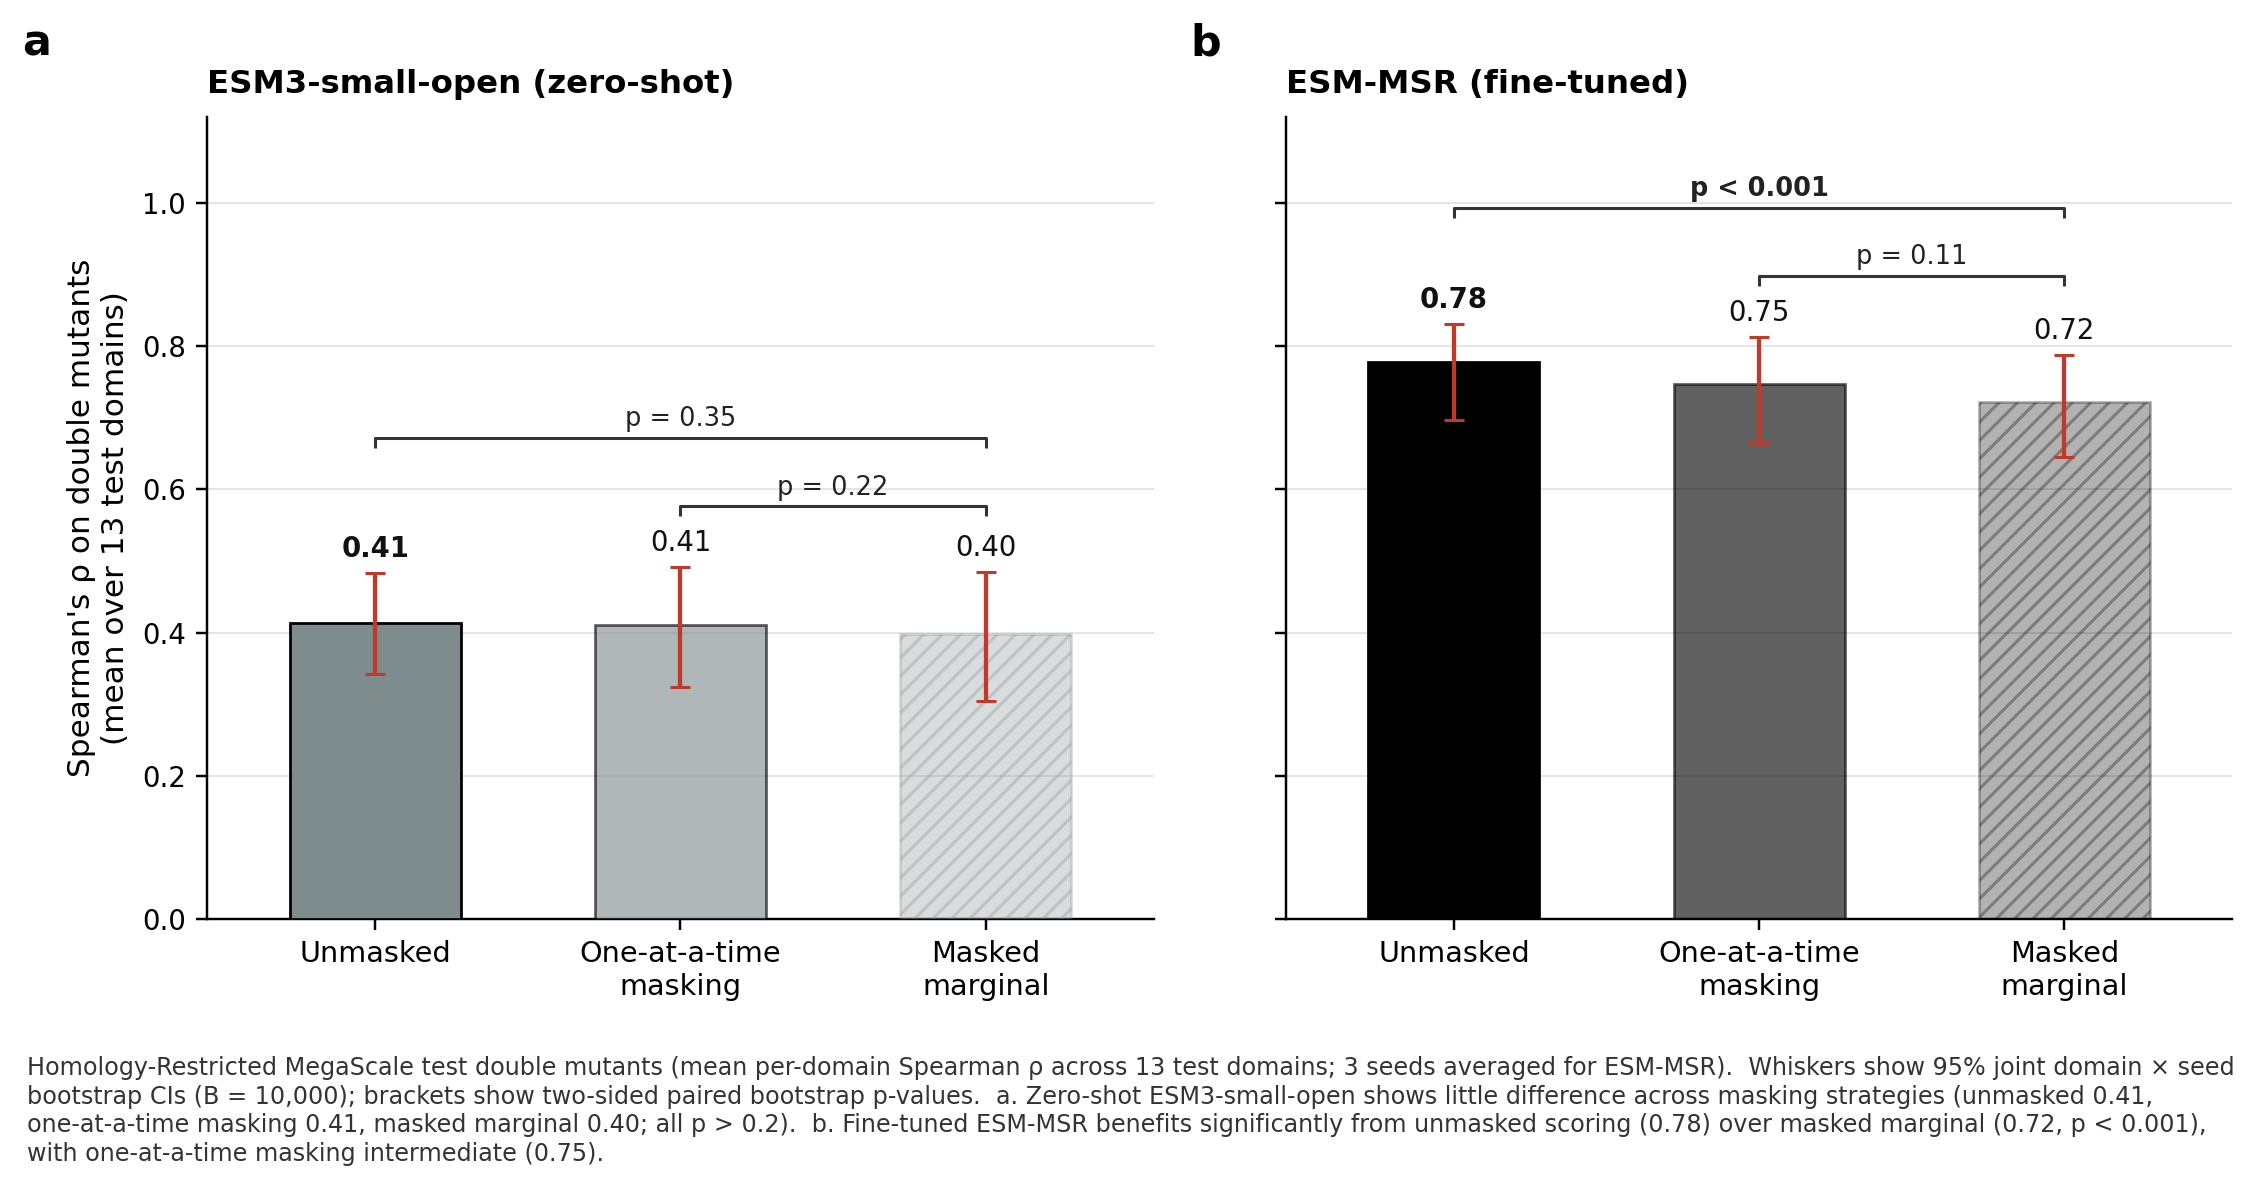 a
ESM3-small-open (zero-shot)
Spearman's ρ on double mutants
(mean over 13 test domains)
1.0
0.8
0.6
0.4
0.2
0.0
p = 0.35
p = 0.22
0.41
0.41
0.40
Unmasked
One-at-a-time
masking
Masked
marginal
b
ESM-MSR (fine-tuned)
p < 0.001
p = 0.11
0.78
0.75
0.72
Unmasked
One-at-a-time
masking
Masked
marginal
Homology-Restricted MegaScale test double mutants (mean per-domain Spearman ρ across 13 test domains; 3 seeds averaged for ESM-MSR).  Whiskers show 95% joint domain × seed
bootstrap CIs (B = 10,000); brackets show two-sided paired bootstrap p-values.  a. Zero-shot ESM3-small-open shows little difference across masking strategies (unmasked 0.41,
one-at-a-time masking 0.41, masked marginal 0.40; all p > 0.2).  b. Fine-tuned ESM-MSR benefits significantly from unmasked scoring (0.78) over masked marginal (0.72, p < 0.001),
with one-at-a-time masking intermediate (0.75).